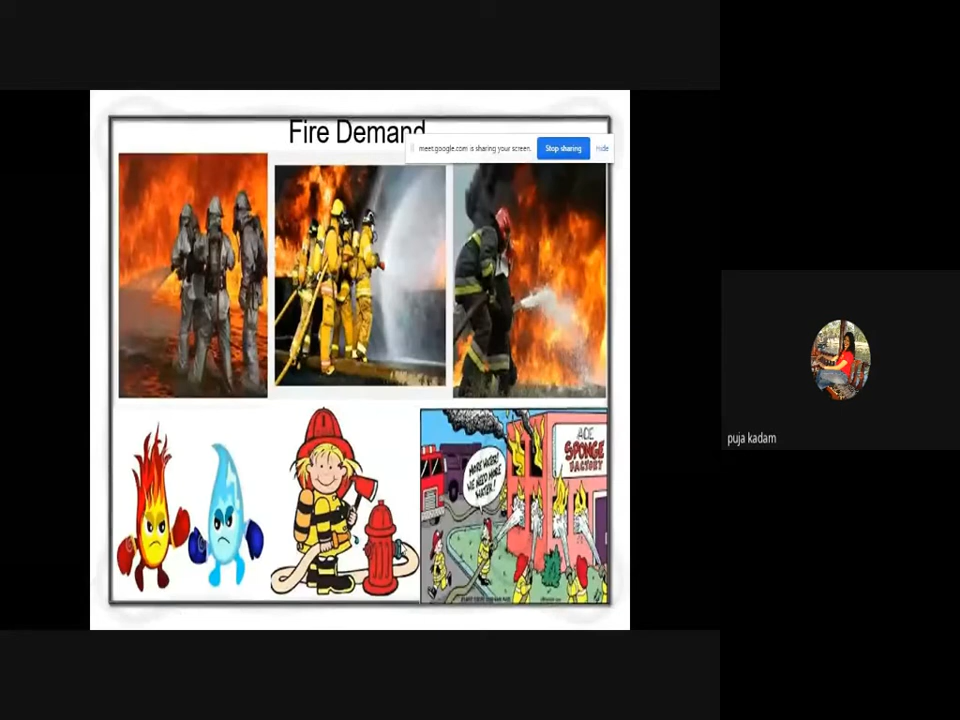 Fire Demand
meet.google.com is sharing your screen.
Stop sharing
Hide
ACE
SPONGE
FACTORY
MORE WATER!
WE NEED MORE
WATER!
puja kadam